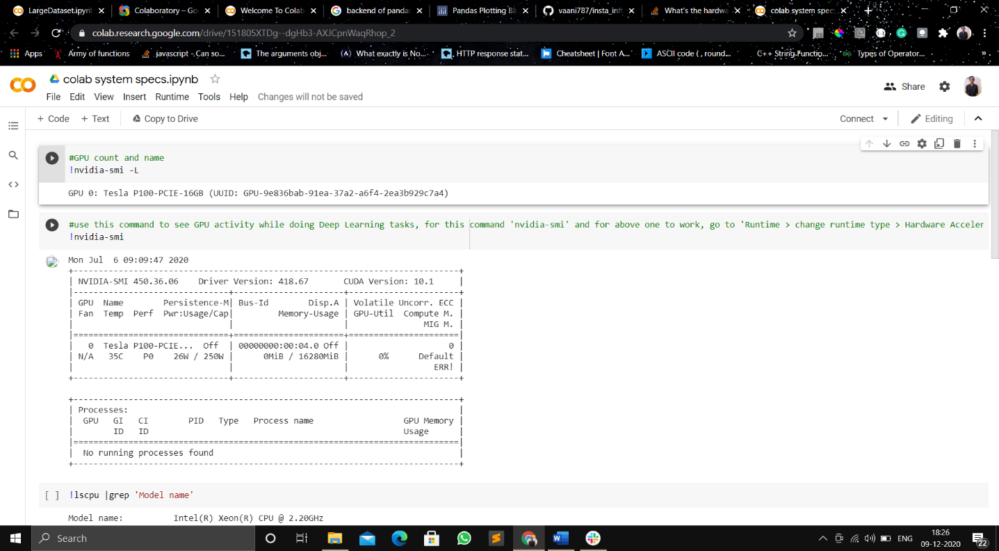 LargeDataset.ipynb
Colaboratory – Go
Welcome To Colab
backend of pandas
Pandas Plotting Ba
vaani787/insta_infl
What's the hardwa
colab system spec
colab.research.google.com/drive/151805XTDg--dgHb3-AXJCpnWaqRhop_2
Apps
Army of functions
javascript - Can so...
The arguments obj...
What exactly is No...
HTTP response stat...
Cheatsheet | Font A...
ASCII code ( , round...
C++ String Functio...
Types of Operator...
»
colab system specs.ipynb
Share
File Edit View Insert Runtime Tools Help Changes will not be saved
+ Code + Text Copy to Drive
Connect
Editing
#GPU count and name
!nvidia-smi -L
GPU 0: Tesla P100-PCIE-16GB (UUID: GPU-9e836bab-91ea-37a2-a6f4-2ea3b929c7a4)
#use this command to see GPU activity while doing Deep Learning tasks, for this command 'nvidia-smi' and for above one to work, go to 'Runtime > change runtime type > Hardware Acceler
!nvidia-smi
Mon Jul  6 09:09:47 2020
+-----------------------------------------------------------------------------+
| NVIDIA-SMI 450.36.06    Driver Version: 418.67       CUDA Version: 10.1     |
|-------------------------------+----------------------+----------------------+
| GPU  Name        Persistence-M| Bus-Id        Disp.A | Volatile Uncorr. ECC |
| Fan  Temp  Perf  Pwr:Usage/Cap|         Memory-Usage | GPU-Util  Compute M. |
|                               |                      |               MIG M. |
|===============================+======================+======================|
|   0  Tesla P100-PCIE...  Off  | 00000000:00:04.0 Off |                    0 |
| N/A   35C    P0    26W / 250W |      0MiB / 16280MiB |      0%      Default |
|                               |                      |                 ERR! |
+-------------------------------+----------------------+----------------------+
+-----------------------------------------------------------------------------+
| Processes:                                                                  |
|  GPU   GI   CI        PID   Type   Process name                  GPU Memory |
|        ID   ID                                                   Usage      |
|=============================================================================|
|  No running processes found                                                 |
+-----------------------------------------------------------------------------+
[ ] !lscpu |grep 'Model name'
Model name:          Intel(R) Xeon(R) CPU @ 2.20GHz
Search
ENG
18:26
09-12-2020
22